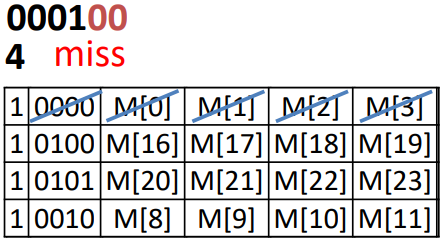 000100
4 miss
1 0000 M[0] M[1] M[2] M[3]
1 0100 M[16] M[17] M[18] M[19]
1 0101 M[20] M[21] M[22] M[23]
1 0010 M[8] M[9] M[10] M[11]